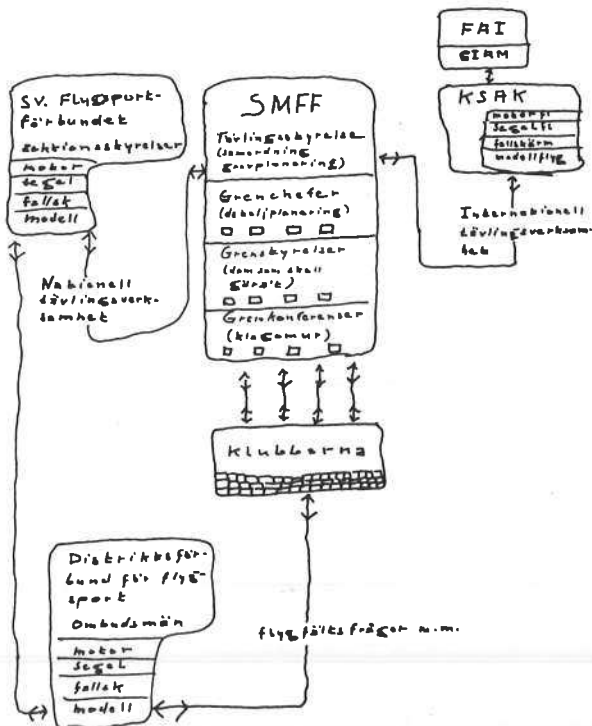 FAI
CIAM
KSAK
motorfl
segelfl
fallskärm
modellflyg
SV. Flygsport-
förbundet
sektionsstyrelser
motor
segel
fallsk
modell
SMFF
Tävlingsstyrelse
(samordning
grovplanering)
Grenchefer
(detaljplanering)
Grenstyrelser
(dom som skall
göra't)
Grenkonferenser
(klagomur)
Internationell
tävlingsverksam-
het
Nationell
tävlingsverk-
samhet
Klubbarna
Distriktsför-
bund för flyg-
sport
Ombudsmän
motor
segel
fallsk
modell
flygfältsfrågor m.m.